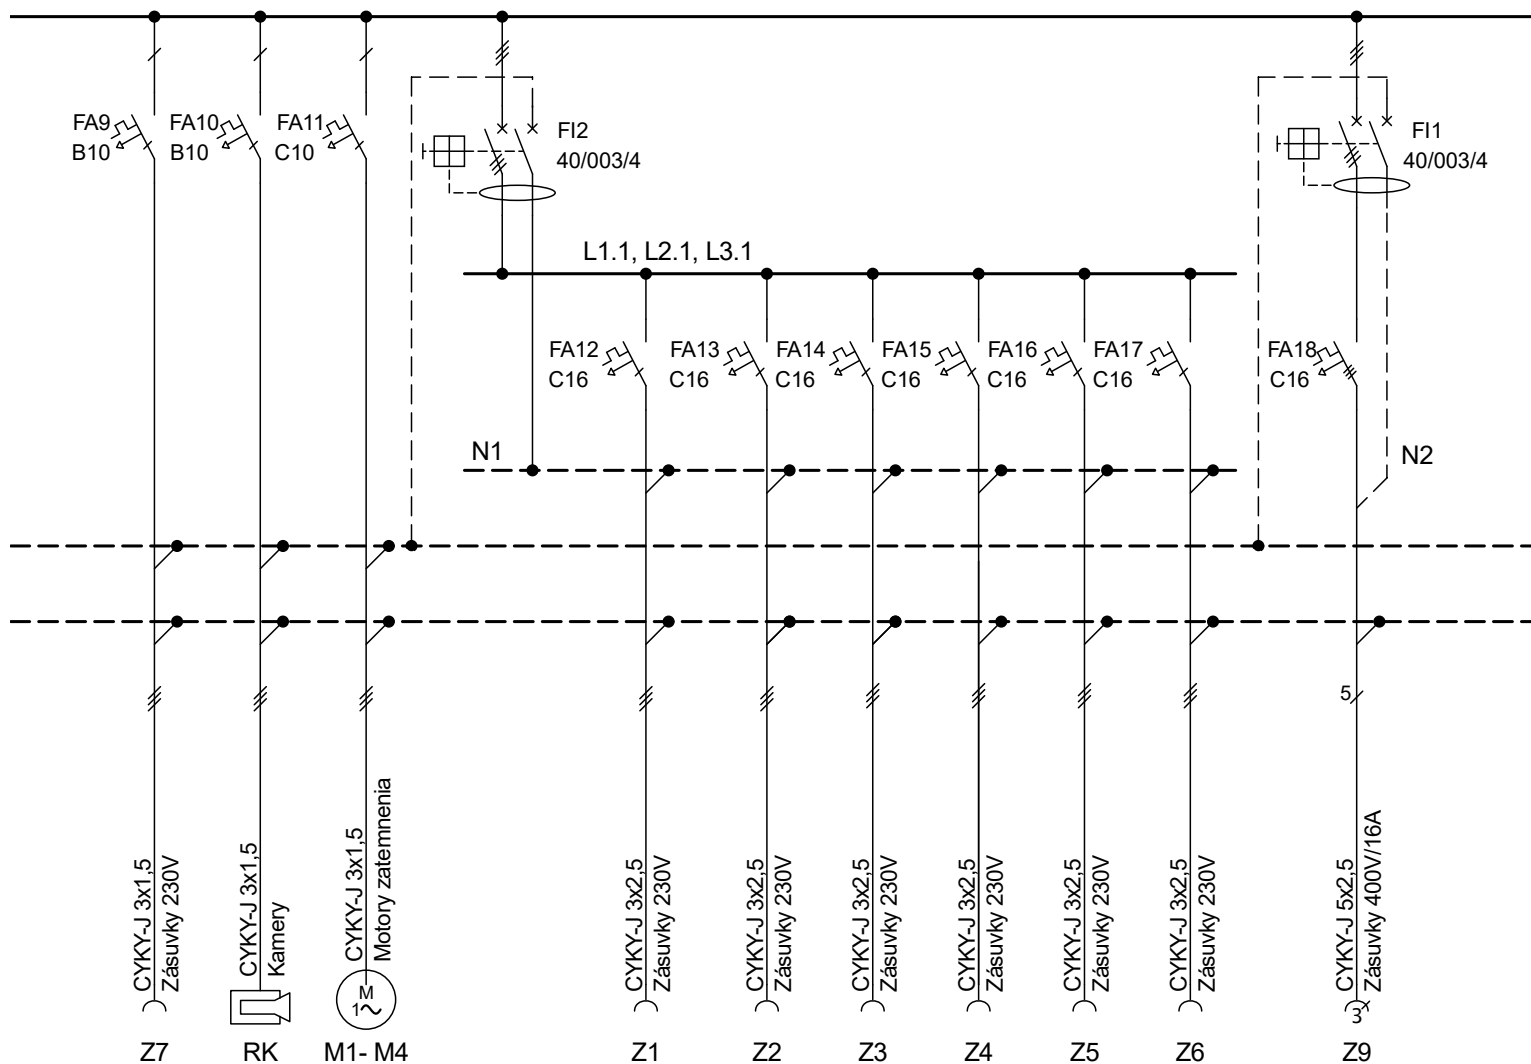 FA9
B10
FA10
B10
FA11
C10
FI2
40/003/4
FI1
40/003/4
L1.1, L2.1, L3.1
FA12
C16
FA13
C16
FA14
C16
FA15
C16
FA16
C16
FA17
C16
FA18
C16
N1
N2
5
CYKY-J 3x1,5
Zásuvky 230V
CYKY-J 3x1,5
Kamery
CYKY-J 3x1,5
Motory zatemnenia
CYKY-J 3x2,5
Zásuvky 230V
CYKY-J 3x2,5
Zásuvky 230V
CYKY-J 3x2,5
Zásuvky 230V
CYKY-J 3x2,5
Zásuvky 230V
CYKY-J 3x2,5
Zásuvky 230V
CYKY-J 3x2,5
Zásuvky 230V
CYKY-J 5x2,5
Zásuvky 400V/16A
M
1~
3
Z7
RK
M1- M4
Z1
Z2
Z3
Z4
Z5
Z6
Z9